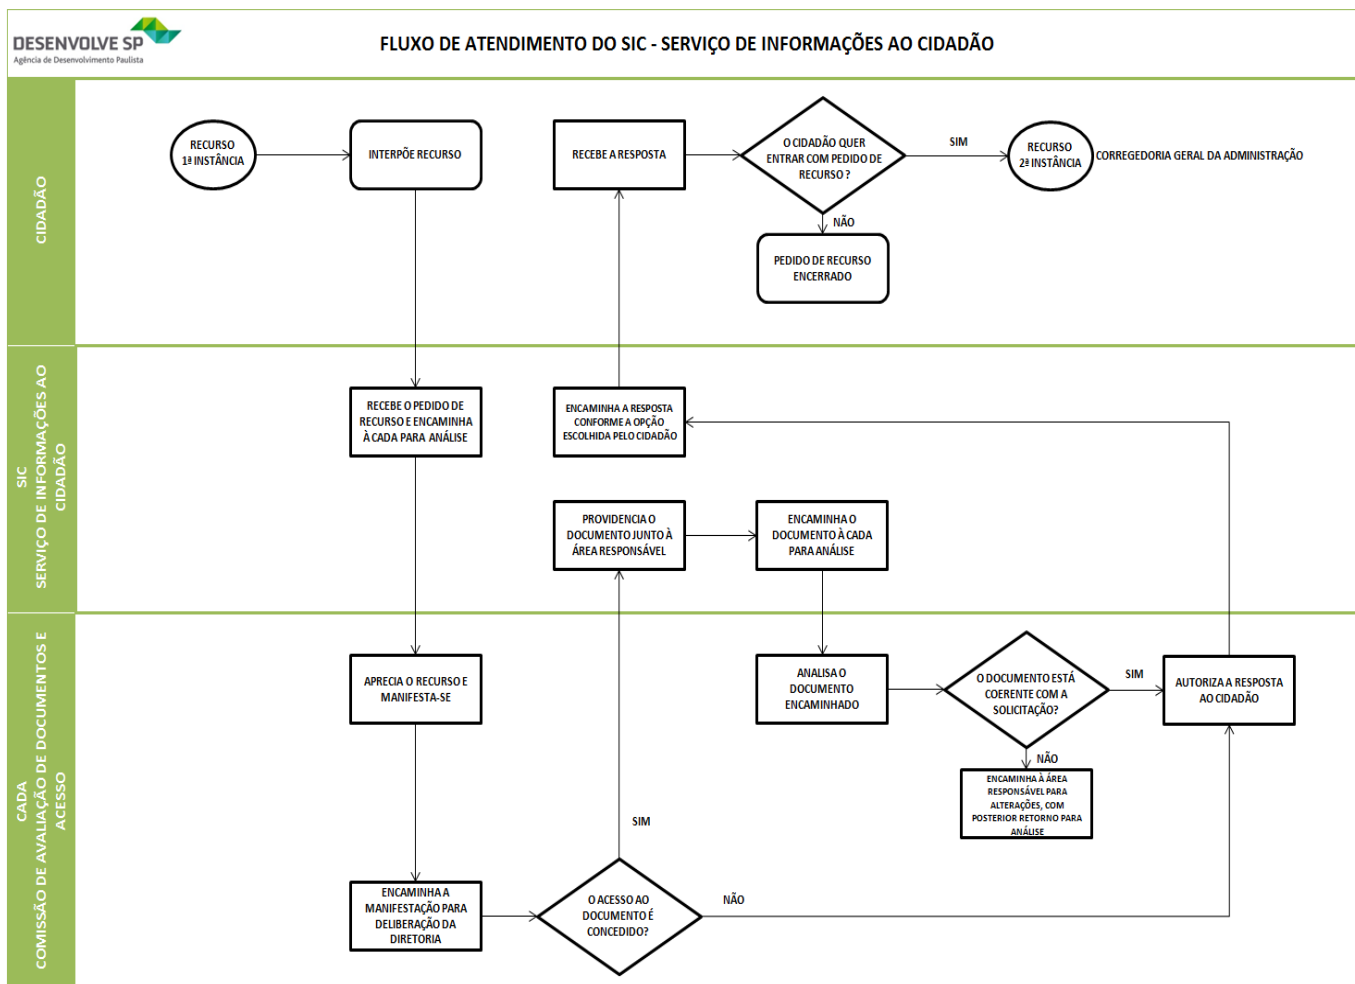 DESENVOLVE SP
Agência de Desenvolvimento Paulista
FLUXO DE ATENDIMENTO DO SIC - SERVIÇO DE INFORMAÇÕES AO CIDADÃO
CIDADÃO
RECURSO
1ª INSTÂNCIA
INTERPÕE RECURSO
RECEBE A RESPOSTA
O CIDADÃO QUER
ENTRAR COM PEDIDO DE
RECURSO ?
SIM
RECURSO
2ª INSTÂNCIA
CORREGEDORIA GERAL DA ADMINISTRAÇÃO
NÃO
PEDIDO DE RECURSO
ENCERRADO
SIC
SERVIÇO DE INFORMAÇÕES AO
CIDADÃO
RECEBE O PEDIDO DE
RECURSO E ENCAMINHA
À CADA PARA ANÁLISE
ENCAMINHA A RESPOSTA
CONFORME A OPÇÃO
ESCOLHIDA PELO CIDADÃO
PROVIDENCIA O
DOCUMENTO JUNTO À
ÁREA RESPONSÁVEL
ENCAMINHA O
DOCUMENTO À CADA
PARA ANÁLISE
CADA
COMISSÃO DE AVALIAÇÃO DE DOCUMENTOS E
ACESSO
APRECIA O RECURSO E
MANIFESTA-SE
ANALISA O
DOCUMENTO
ENCAMINHADO
O DOCUMENTO ESTÁ
COERENTE COM A
SOLICITAÇÃO?
SIM
AUTORIZA A RESPOSTA
AO CIDADÃO
NÃO
ENCAMINHA À ÁREA
RESPONSÁVEL PARA
ALTERAÇÕES, COM
POSTERIOR RETORNO PARA
ANÁLISE
SIM
ENCAMINHA A
MANIFESTAÇÃO PARA
DELIBERAÇÃO DA
DIRETORIA
O ACESSO AO
DOCUMENTO É
CONCEDIDO?
NÃO